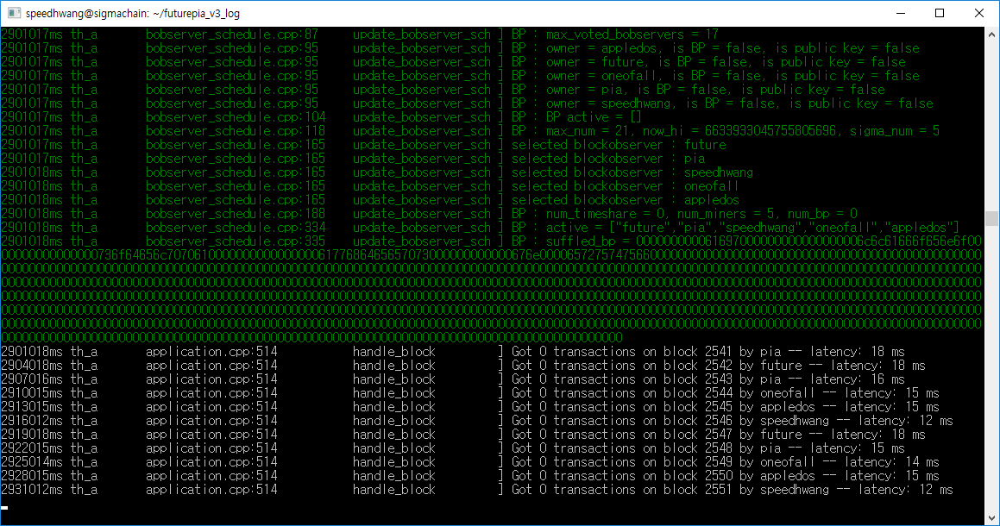 speedhwang@sigmachain: ~/futurepia_v3_log
2901017ms th_a       bobserver_schedule.cpp:87     update_bobserver_sch ] BP : max_voted_bobservers = 17
2901017ms th_a       bobserver_schedule.cpp:95     update_bobserver_sch ] BP : owner = appledos, is BP = false, is public key = false
2901017ms th_a       bobserver_schedule.cpp:95     update_bobserver_sch ] BP : owner = future, is BP = false, is public key = false
2901017ms th_a       bobserver_schedule.cpp:95     update_bobserver_sch ] BP : owner = oneofall, is BP = false, is public key = false
2901017ms th_a       bobserver_schedule.cpp:95     update_bobserver_sch ] BP : owner = pia, is BP = false, is public key = false
2901017ms th_a       bobserver_schedule.cpp:95     update_bobserver_sch ] BP : owner = speedhwang, is BP = false, is public key = false
2901017ms th_a       bobserver_schedule.cpp:104    update_bobserver_sch ] BP : BP active = []
2901017ms th_a       bobserver_schedule.cpp:118    update_bobserver_sch ] BP : max_num = 21, now_hi = 6633933045755805696, sigma_num = 5
2901017ms th_a       bobserver_schedule.cpp:165    update_bobserver_sch ] selected blockobserver : future
2901017ms th_a       bobserver_schedule.cpp:165    update_bobserver_sch ] selected blockobserver : pia
2901018ms th_a       bobserver_schedule.cpp:165    update_bobserver_sch ] selected blockobserver : speedhwang
2901018ms th_a       bobserver_schedule.cpp:165    update_bobserver_sch ] selected blockobserver : oneofall
2901018ms th_a       bobserver_schedule.cpp:165    update_bobserver_sch ] selected blockobserver : appledos
2901018ms th_a       bobserver_schedule.cpp:188    update_bobserver_sch ] BP : num_timeshare = 0, num_miners = 5, num_bp = 0
2901018ms th_a       bobserver_schedule.cpp:334    update_bobserver_sch ] BP : active = ["future","pia","speedhwang","oneofall","appledos"]
2901018ms th_a       bobserver_schedule.cpp:335    update_bobserver_sch ] BP : suffled_bp = 000000000061697000000000000000006c6c61666f656e6f00
00000000000000736f64656c70706100000000000000006177686465657073000000000000676e0000657275747566000000000000000000000000000000000000000000000000
0000000000000000000000000000000000000000000000000000000000000000000000000000000000000000000000000000000000000000000000000000000000000000000000
0000000000000000000000000000000000000000000000000000000000000000000000000000000000000000000000000000000000000000000000000000000000000000000000
0000000000000000000000000000000000000000000000000000000000000000000000000000000000000000000000000000000000000000000000000000000000000000000000
0000000000000000000000000000000000000000000000000000000000000000000000000000000000000000000000000000000000000000000000000000000000000000000000
0000000000000000000000000000000000000000000000000000000000000000000000000000000000000000000000000000000000000000000000000000000000000000000000
000000000000000000000000000000000000000000000000000000000000000000000000000000000000000000
2901018ms th_a       application.cpp:514           handle_block         ] Got 0 transactions on block 2541 by pia -- latency: 18 ms
2904018ms th_a       application.cpp:514           handle_block         ] Got 0 transactions on block 2542 by future -- latency: 18 ms
2907016ms th_a       application.cpp:514           handle_block         ] Got 0 transactions on block 2543 by pia -- latency: 16 ms
2910015ms th_a       application.cpp:514           handle_block         ] Got 0 transactions on block 2544 by oneofall -- latency: 15 ms
2913015ms th_a       application.cpp:514           handle_block         ] Got 0 transactions on block 2545 by appledos -- latency: 15 ms
2916012ms th_a       application.cpp:514           handle_block         ] Got 0 transactions on block 2546 by speedhwang -- latency: 12 ms
2919018ms th_a       application.cpp:514           handle_block         ] Got 0 transactions on block 2547 by future -- latency: 18 ms
2922015ms th_a       application.cpp:514           handle_block         ] Got 0 transactions on block 2548 by pia -- latency: 15 ms
2925014ms th_a       application.cpp:514           handle_block         ] Got 0 transactions on block 2549 by oneofall -- latency: 14 ms
2928015ms th_a       application.cpp:514           handle_block         ] Got 0 transactions on block 2550 by appledos -- latency: 15 ms
2931012ms th_a       application.cpp:514           handle_block         ] Got 0 transactions on block 2551 by speedhwang -- latency: 12 ms